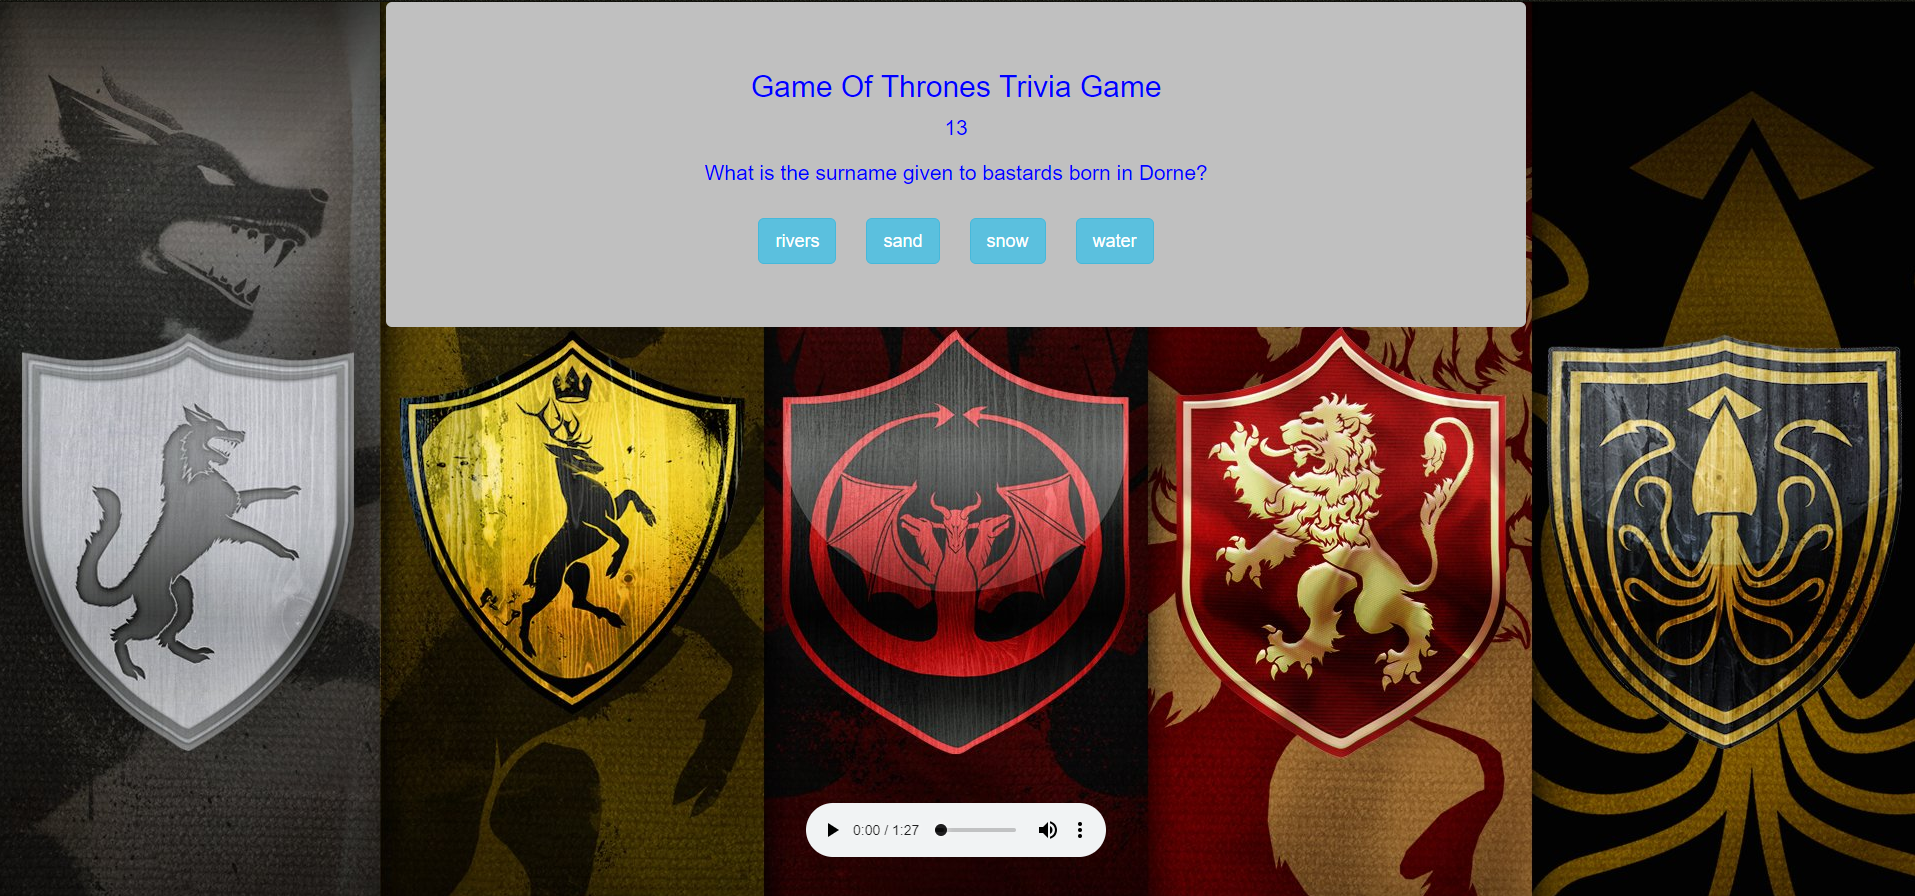 Game Of Thrones Trivia Game
13
What is the surname given to bastards born in Dorne?
rivers sand snow water
0:00 / 1:27